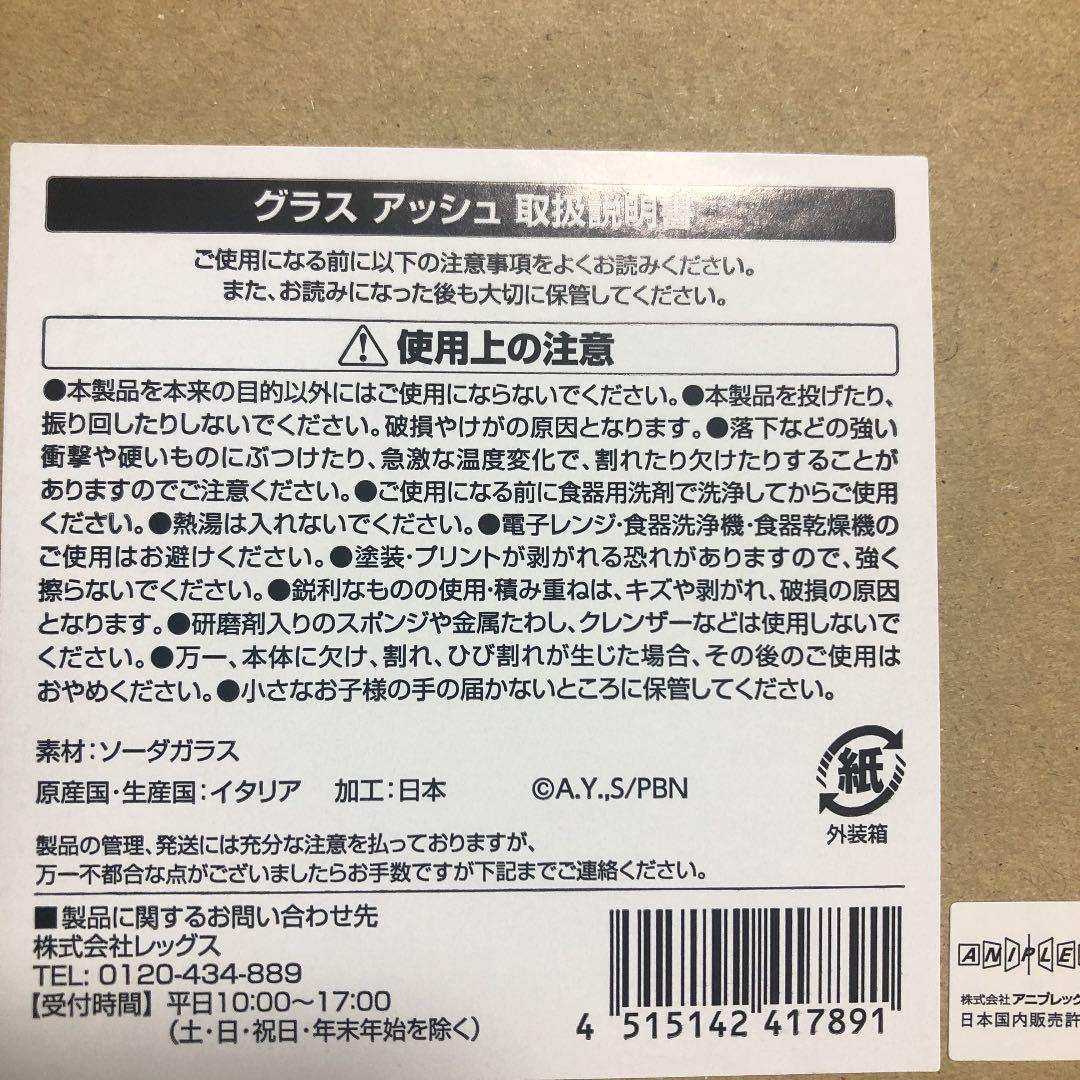 グラス アッシュ 取扱説明書
ご使用になる前に以下の注意事項をよくお読みください。
また、お読みになった後も大切に保管してください。
使用上の注意
●本製品を本来の目的以外にはご使用にならないでください。●本製品を投げたり、
振り回したりしないでください。破損やけがの原因となります。●落下などの強い
衝撃や硬いものにぶつけたり、急激な温度変化で、割れたり欠けたりすることが
ありますのでご注意ください。●ご使用になる前に食器用洗剤で洗浄してからご使用
ください。●熱湯は入れないでください。●電子レンジ・食器洗浄機・食器乾燥機の
ご使用はお避けください。●塗装・プリントが剥がれる恐れがありますので、強く
擦らないでください。●鋭利なものの使用・積み重ねは、キズや剥がれ、破損の原因
となります。●研磨剤入りのスポンジや金属たわし、クレンザーなどは使用しないで
ください。●万一、本体に欠け、割れ、ひび割れが生じた場合、その後のご使用は
おやめください。●小さなお子様の手の届かないところに保管してください。
素材：ソーダガラス
原産国・生産国：イタリア 加工：日本 ©A.Y.,S/PBN
紙
外装箱
製品の管理、発送には充分な注意を払っておりますが、
万一不都合な点がございましたらお手数ですが下記までご連絡ください。
■製品に関するお問い合わせ先
株式会社レッグス
TEL: 0120-434-889
【受付時間】平日10:00～17:00
（土・日・祝日・年末年始を除く）
4 515142 417891
ANIPLE
株式会社アニプレック
日本国内販売許